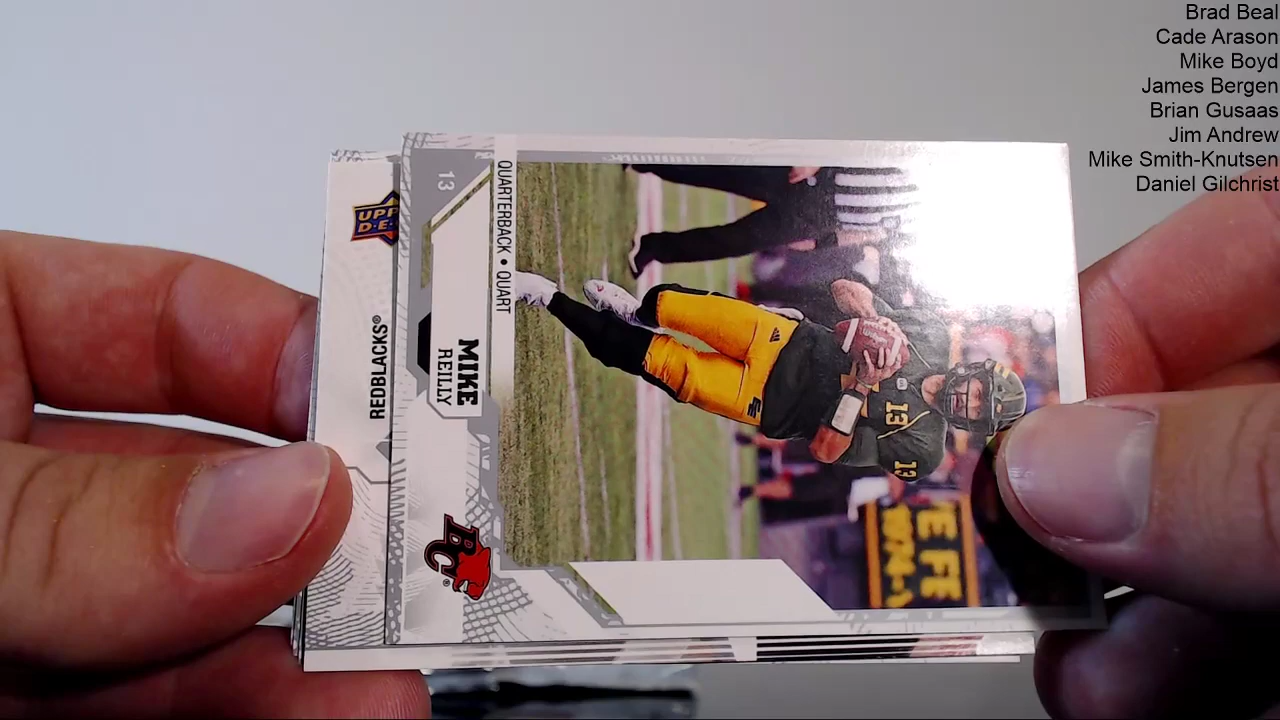 Brad Beal
Cade Arason
Mike Boyd
James Bergen
Brian Gusaas
Jim Andrew
Mike Smith-Knutsen
Daniel Gilchrist
13
QUARTERBACK • QUART
MIKE
REILLY
BC
REDBLACKS®
13
13